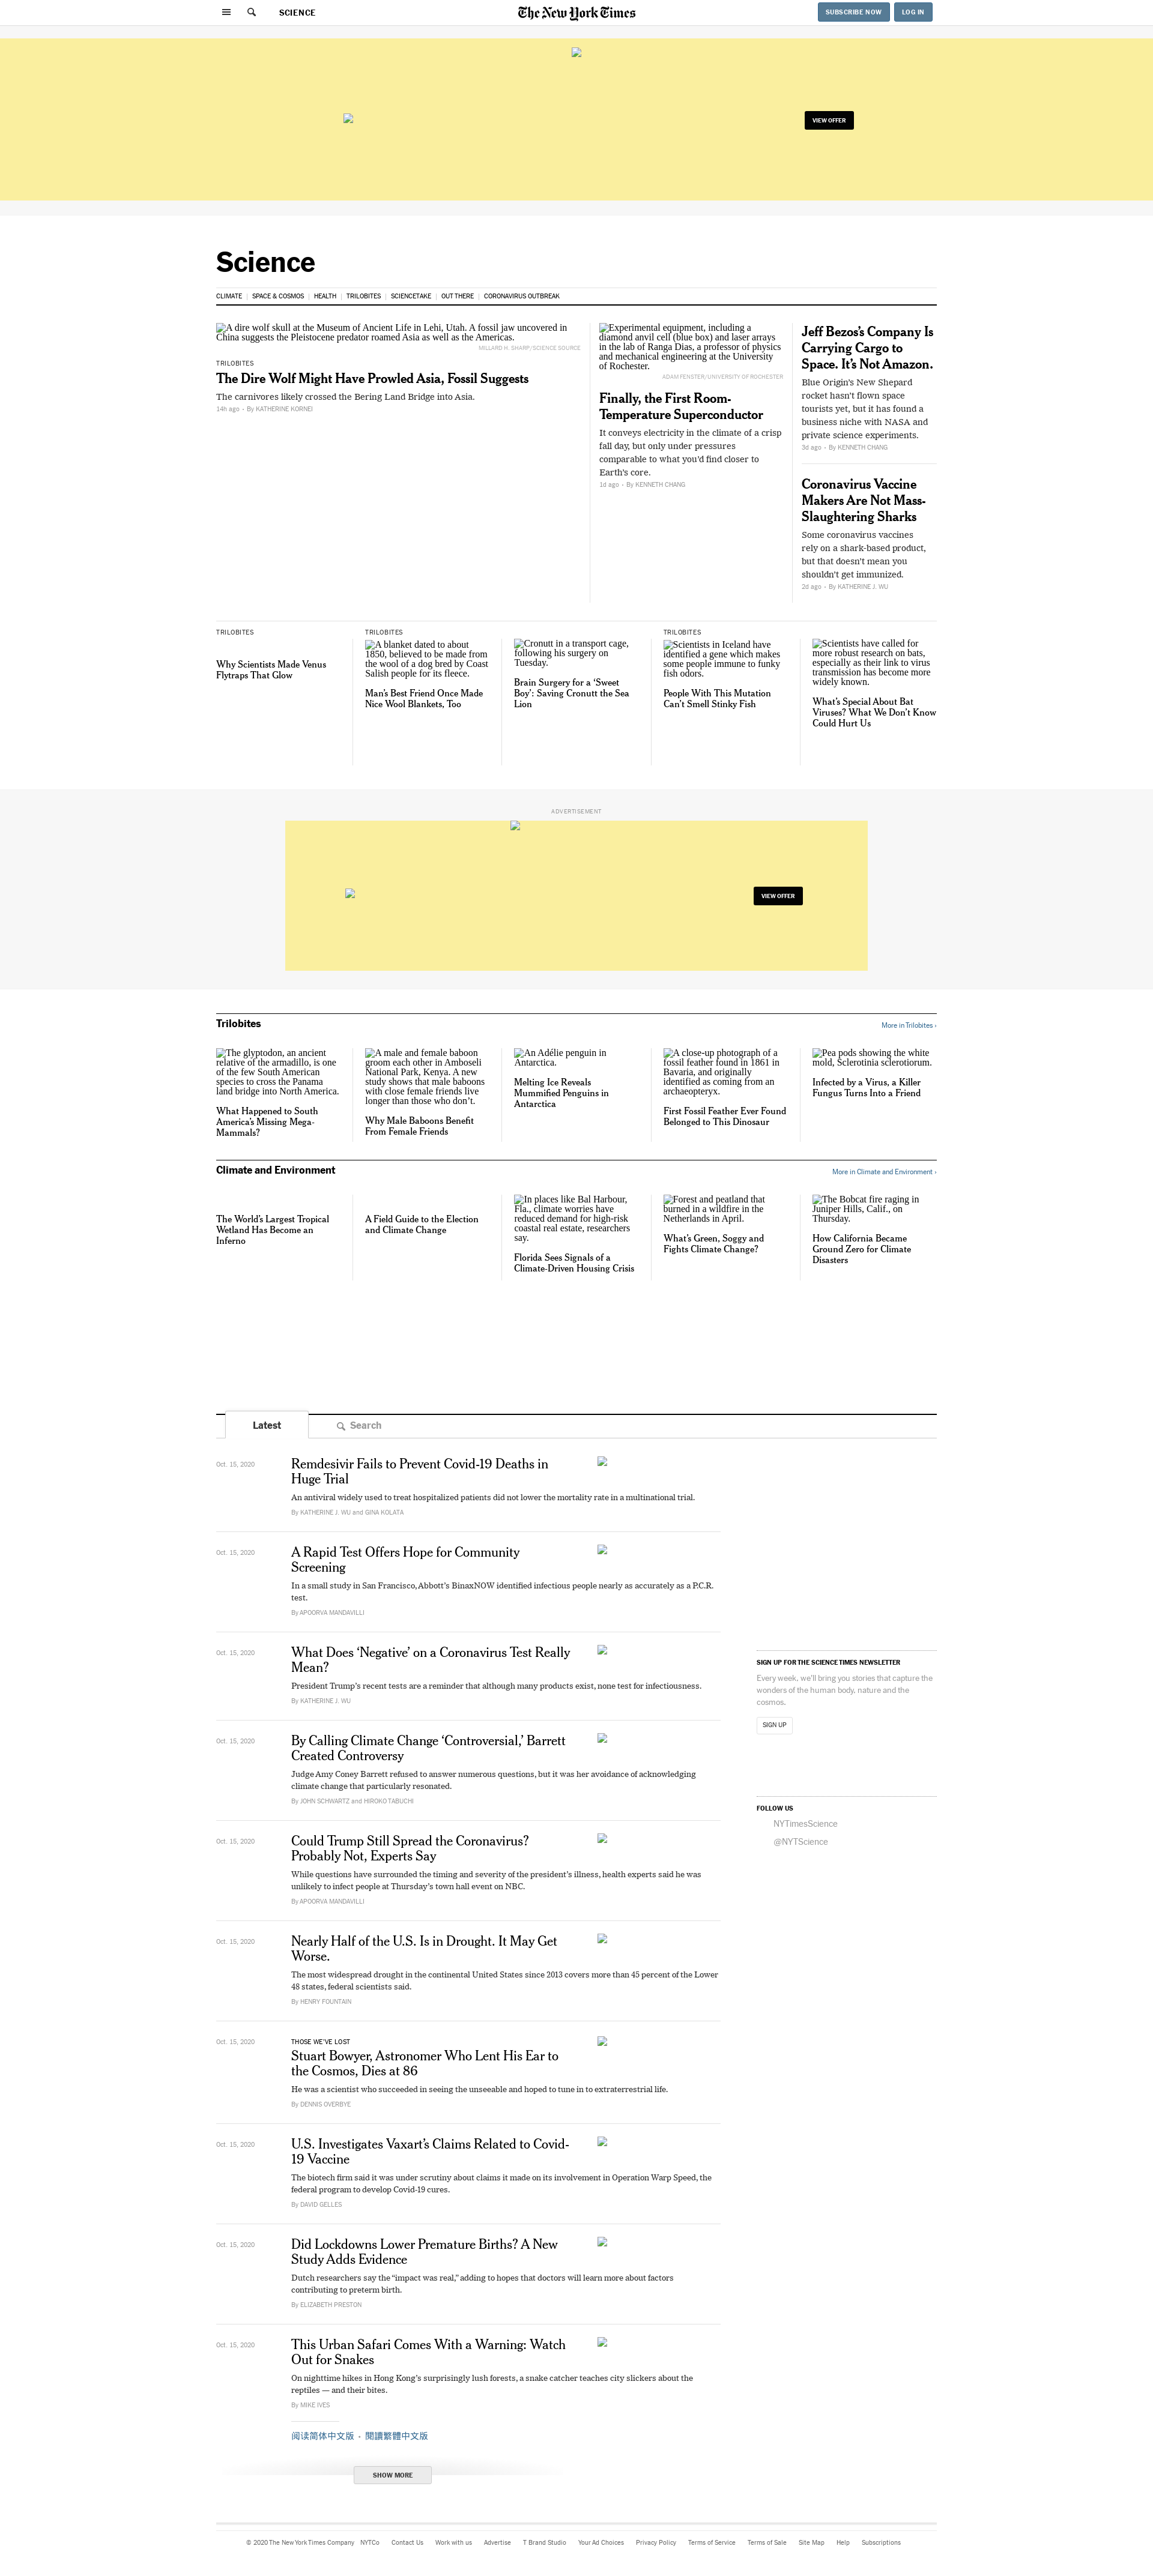 SCIENCE
The New York Times
SUBSCRIBE NOW
LOG IN
VIEW OFFER
Science
CLIMATE
SPACE & COSMOS
HEALTH
TRILOBITES
SCIENCETAKE
OUT THERE
CORONAVIRUS OUTBREAK
A dire wolf skull at the Museum of Ancient Life in Lehi, Utah. A fossil jaw uncovered in
China suggests the Pleistocene predator roamed Asia as well as the Americas.
MILLARD H. SHARP/SCIENCE SOURCE
TRILOBITES
The Dire Wolf Might Have Prowled Asia, Fossil Suggests
The carnivores likely crossed the Bering Land Bridge into Asia.
14h ago • By KATHERINE KORNEI
Experimental equipment, including a
diamond anvil cell (blue box) and laser arrays
in the lab of Ranga Dias, a professor of physics
and mechanical engineering at the University
of Rochester.
ADAM FENSTER/UNIVERSITY OF ROCHESTER
Finally, the First Room-
Temperature Superconductor
It conveys electricity in the climate of a crisp
fall day, but only under pressures
comparable to what you'd find closer to
Earth's core.
1d ago • By KENNETH CHANG
Jeff Bezos's Company Is
Carrying Cargo to
Space. It's Not Amazon.
Blue Origin's New Shepard
rocket hasn't flown space
tourists yet, but it has found a
business niche with NASA and
private science experiments.
3d ago • By KENNETH CHANG
Coronavirus Vaccine
Makers Are Not Mass-
Slaughtering Sharks
Some coronavirus vaccines
rely on a shark-based product,
but that doesn't mean you
shouldn't get immunized.
2d ago • By KATHERINE J. WU
TRILOBITES
Why Scientists Made Venus
Flytraps That Glow
TRILOBITES
A blanket dated to about
1850, believed to be made from
the wool of a dog bred by Coast
Salish people for its fleece.
Man's Best Friend Once Made
Nice Wool Blankets, Too
Cronutt in a transport cage,
following his surgery on
Tuesday.
Brain Surgery for a 'Sweet
Boy': Saving Cronutt the Sea
Lion
TRILOBITES
Scientists in Iceland have
identified a gene which makes
some people immune to funky
fish odors.
People With This Mutation
Can't Smell Stinky Fish
Scientists have called for
more robust research on bats,
especially as their link to virus
transmission has become more
widely known.
What's Special About Bat
Viruses? What We Don't Know
Could Hurt Us
ADVERTISEMENT
VIEW OFFER
Trilobites
More in Trilobites ›
The glyptodon, an ancient
relative of the armadillo, is one
of the few South American
species to cross the Panama
land bridge into North America.
What Happened to South
America's Missing Mega-
Mammals?
A male and female baboon
groom each other in Amboseli
National Park, Kenya. A new
study shows that male baboons
with close female friends live
longer than those who don't.
Why Male Baboons Benefit
From Female Friends
An Adélie penguin in
Antarctica.
Melting Ice Reveals
Mummified Penguins in
Antarctica
A close-up photograph of a
fossil feather found in 1861 in
Bavaria, and originally
identified as coming from an
archaeopteryx.
First Fossil Feather Ever Found
Belonged to This Dinosaur
Pea pods showing the white
mold, Sclerotinia sclerotiorum.
Infected by a Virus, a Killer
Fungus Turns Into a Friend
Climate and Environment
More in Climate and Environment ›
The World's Largest Tropical
Wetland Has Become an
Inferno
A Field Guide to the Election
and Climate Change
In places like Bal Harbour,
Fla., climate worries have
reduced demand for high-risk
coastal real estate, researchers
say.
Florida Sees Signals of a
Climate-Driven Housing Crisis
Forest and peatland that
burned in a wildfire in the
Netherlands in April.
What's Green, Soggy and
Fights Climate Change?
The Bobcat fire raging in
Juniper Hills, Calif., on
Thursday.
How California Became
Ground Zero for Climate
Disasters
Latest
Search
Oct. 15, 2020
Remdesivir Fails to Prevent Covid-19 Deaths in
Huge Trial
An antiviral widely used to treat hospitalized patients did not lower the mortality rate in a multinational trial.
By KATHERINE J. WU and GINA KOLATA
Oct. 15, 2020
A Rapid Test Offers Hope for Community
Screening
In a small study in San Francisco, Abbott's BinaxNOW identified infectious people nearly as accurately as a P.C.R.
test.
By APOORVA MANDAVILLI
Oct. 15, 2020
What Does 'Negative' on a Coronavirus Test Really
Mean?
President Trump's recent tests are a reminder that although many products exist, none test for infectiousness.
By KATHERINE J. WU
Oct. 15, 2020
By Calling Climate Change 'Controversial,' Barrett
Created Controversy
Judge Amy Coney Barrett refused to answer numerous questions, but it was her avoidance of acknowledging
climate change that particularly resonated.
By JOHN SCHWARTZ and HIROKO TABUCHI
Oct. 15, 2020
Could Trump Still Spread the Coronavirus?
Probably Not, Experts Say
While questions have surrounded the timing and severity of the president's illness, health experts said he was
unlikely to infect people at Thursday's town hall event on NBC.
By APOORVA MANDAVILLI
Oct. 15, 2020
Nearly Half of the U.S. Is in Drought. It May Get
Worse.
The most widespread drought in the continental United States since 2013 covers more than 45 percent of the Lower
48 states, federal scientists said.
By HENRY FOUNTAIN
Oct. 15, 2020
THOSE WE'VE LOST
Stuart Bowyer, Astronomer Who Lent His Ear to
the Cosmos, Dies at 86
He was a scientist who succeeded in seeing the unseeable and hoped to tune in to extraterrestrial life.
By DENNIS OVERBYE
Oct. 15, 2020
U.S. Investigates Vaxart's Claims Related to Covid-
19 Vaccine
The biotech firm said it was under scrutiny about claims it made on its involvement in Operation Warp Speed, the
federal program to develop Covid-19 cures.
By DAVID GELLES
Oct. 15, 2020
Did Lockdowns Lower Premature Births? A New
Study Adds Evidence
Dutch researchers say the "impact was real," adding to hopes that doctors will learn more about factors
contributing to preterm birth.
By ELIZABETH PRESTON
Oct. 15, 2020
This Urban Safari Comes With a Warning: Watch
Out for Snakes
On nighttime hikes in Hong Kong's surprisingly lush forests, a snake catcher teaches city slickers about the
reptiles — and their bites.
By MIKE IVES
阅读简体中文版 • 閱讀繁體中文版
SHOW MORE
SIGN UP FOR THE SCIENCE TIMES NEWSLETTER
Every week, we'll bring you stories that capture the
wonders of the human body, nature and the
cosmos.
SIGN UP
FOLLOW US
NYTimesScience
@NYTScience
© 2020 The New York Times Company
NYTCo
Contact Us
Work with us
Advertise
T Brand Studio
Your Ad Choices
Privacy Policy
Terms of Service
Terms of Sale
Site Map
Help
Subscriptions